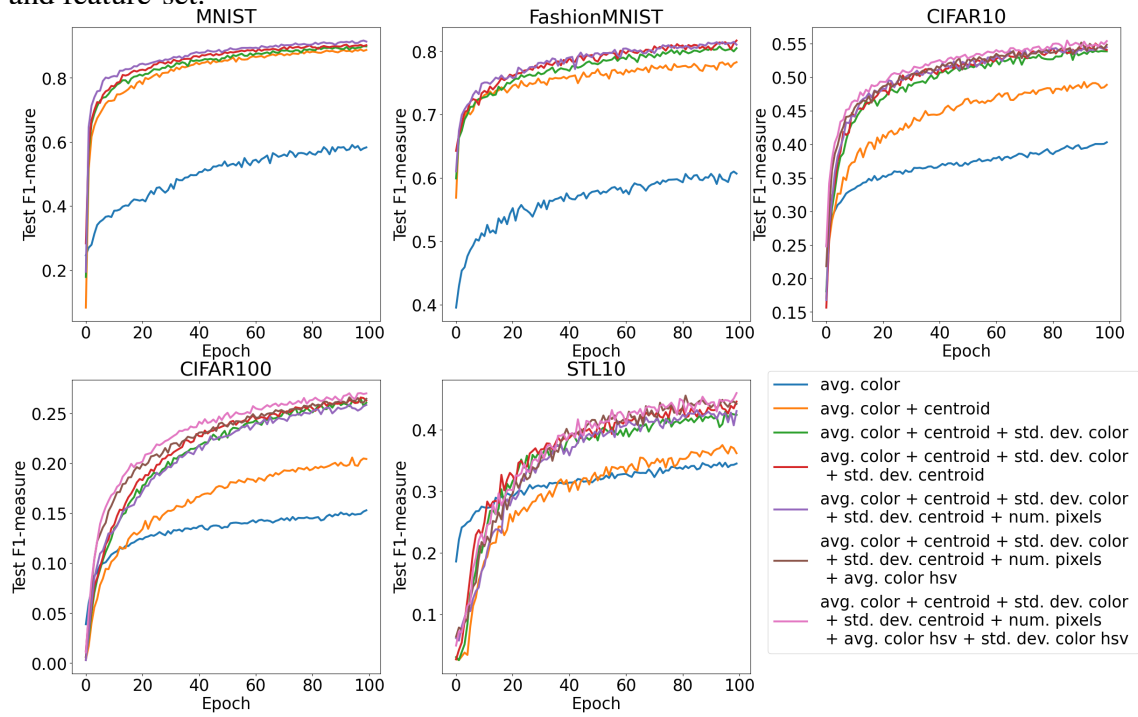 and feature-set.
MNIST
Test F1-measure
0.8
0.6
0.4
0.2
0 20 40 60 80 100
Epoch
FashionMNIST
Test F1-measure
0.8
0.7
0.6
0.5
0.4
0 20 40 60 80 100
Epoch
CIFAR10
Test F1-measure
0.55
0.50
0.45
0.40
0.35
0.30
0.25
0.20
0.15
0 20 40 60 80 100
Epoch
CIFAR100
Test F1-measure
0.25
0.20
0.15
0.10
0.05
0.00
0 20 40 60 80 100
Epoch
STL10
Test F1-measure
0.4
0.3
0.2
0.1
0 20 40 60 80 100
Epoch
avg. color
avg. color + centroid
avg. color + centroid + std. dev. color
avg. color + centroid + std. dev. color
+ std. dev. centroid
avg. color + centroid + std. dev. color
+ std. dev. centroid + num. pixels
avg. color + centroid + std. dev. color
+ std. dev. centroid + num. pixels
+ avg. color hsv
avg. color + centroid + std. dev. color
+ std. dev. centroid + num. pixels
+ avg. color hsv + std. dev. color hsv